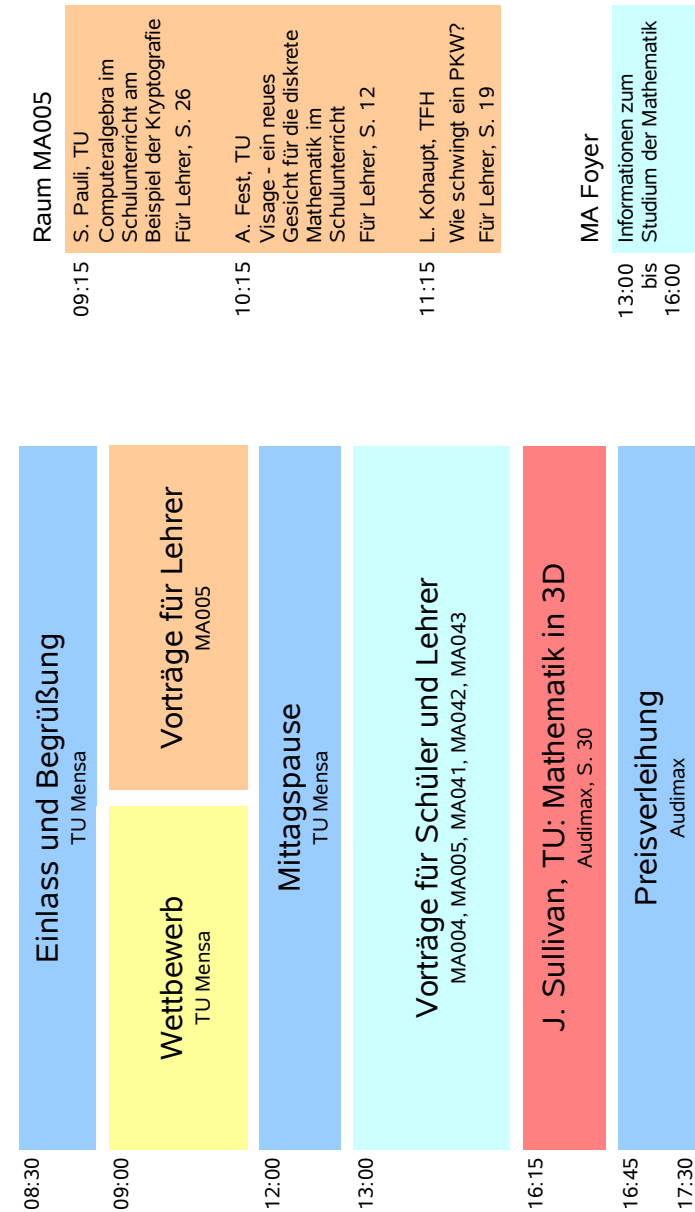 08:30
Einlass und Begrüßung
TU Mensa
09:00
Wettbewerb
TU Mensa
Vorträge für Lehrer
MA005
12:00
Mittagspause
TU Mensa
13:00
Vorträge für Schüler und Lehrer
MA004, MA005, MA041, MA042, MA043
16:15
J. Sullivan, TU: Mathematik in 3D
Audimax, S. 30
16:45
Preisverleihung
Audimax
17:30
Raum MA005
09:15
S. Pauli, TU
Computeralgebra im
Schulunterricht am
Beispiel der Kryptografie
Für Lehrer, S. 26
10:15
A. Fest, TU
Visage - ein neues
Gesicht für die diskrete
Mathematik im
Schulunterricht
Für Lehrer, S. 12
11:15
L. Kohaupt, TFH
Wie schwingt ein PKW?
Für Lehrer, S. 19
MA Foyer
13:00
bis
16:00
Informationen zum
Studium der Mathematik